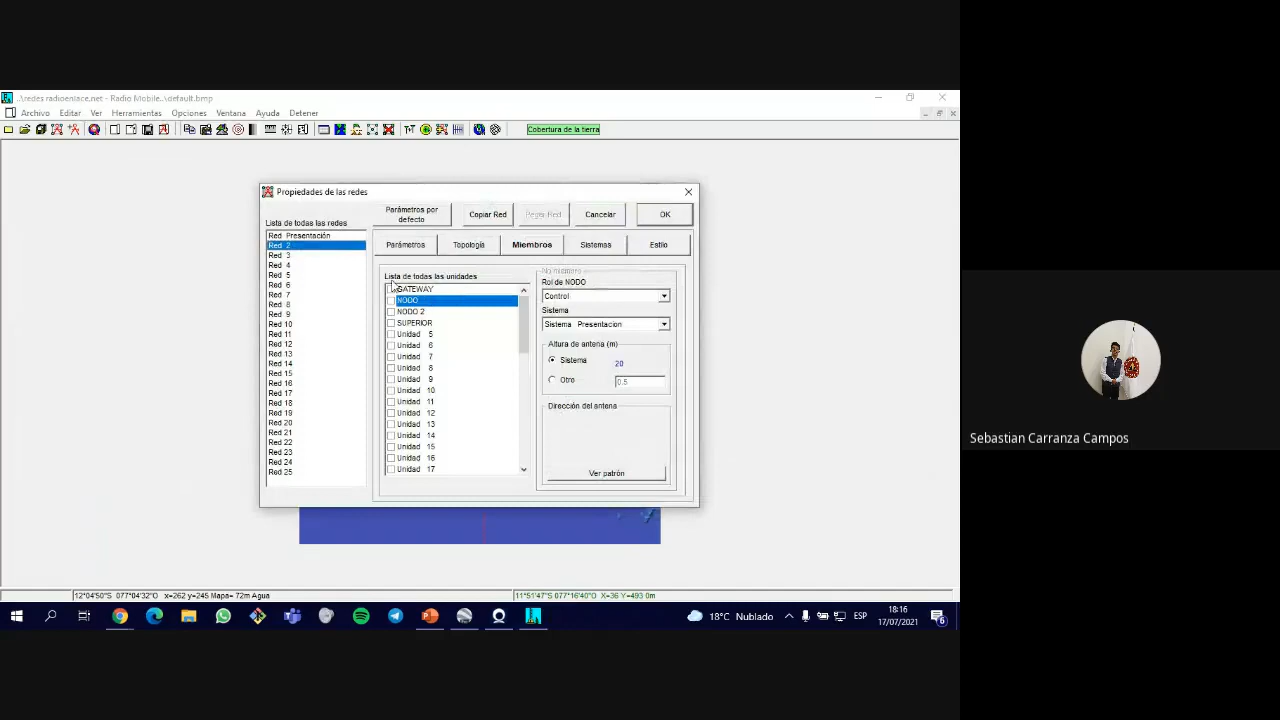 ..\redes radioenlace.net - Radio Mobile..\default.bmp
Archivo Editar Ver Herramientas Opciones Ventana Ayuda Detener
Cobertura de la tierra
Propiedades de las redes
Lista de todas las redes
Parámetros por defecto
Copiar Red
Pegar Red
Cancelar
OK
Red Presentación
Red 2
Red 3
Red 4
Red 5
Red 6
Red 7
Red 8
Red 9
Red 10
Red 11
Red 12
Red 13
Red 14
Red 15
Red 16
Red 17
Red 18
Red 19
Red 20
Red 21
Red 22
Red 23
Red 24
Red 25
Parámetros
Topología
Miembros
Sistemas
Estilo
Lista de todas las unidades
GATEWAY
NODO
NODO 2
SUPERIOR
Unidad 5
Unidad 6
Unidad 7
Unidad 8
Unidad 9
Unidad 10
Unidad 11
Unidad 12
Unidad 13
Unidad 14
Unidad 15
Unidad 16
Unidad 17
No miembro
Rol de NODO
Control
Sistema
Sistema Presentacion
Altura de antena (m)
Sistema 20
Otro 0.5
Dirección del antena
Ver patrón
12°04'50"S 077°04'32"O x=262 y=245 Mapa= 72m Agua
11°51'47"S 077°16'40"O X=36 Y=493 0m
18°C Nublado
ESP
18:16
17/07/2021
6
Sebastian Carranza Campos